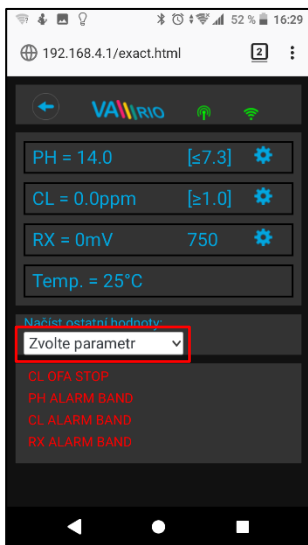 52 % 16:29
192.168.4.1/exact.html 2
VA RIO
PH = 14.0 [≤7.3]
CL = 0.0ppm [≥1.0]
RX = 0mV 750
Temp. = 25°C
Načíst ostatní hodnoty:
Zvolte parametr
CL OFA STOP
PH ALARM BAND
CL ALARM BAND
RX ALARM BAND